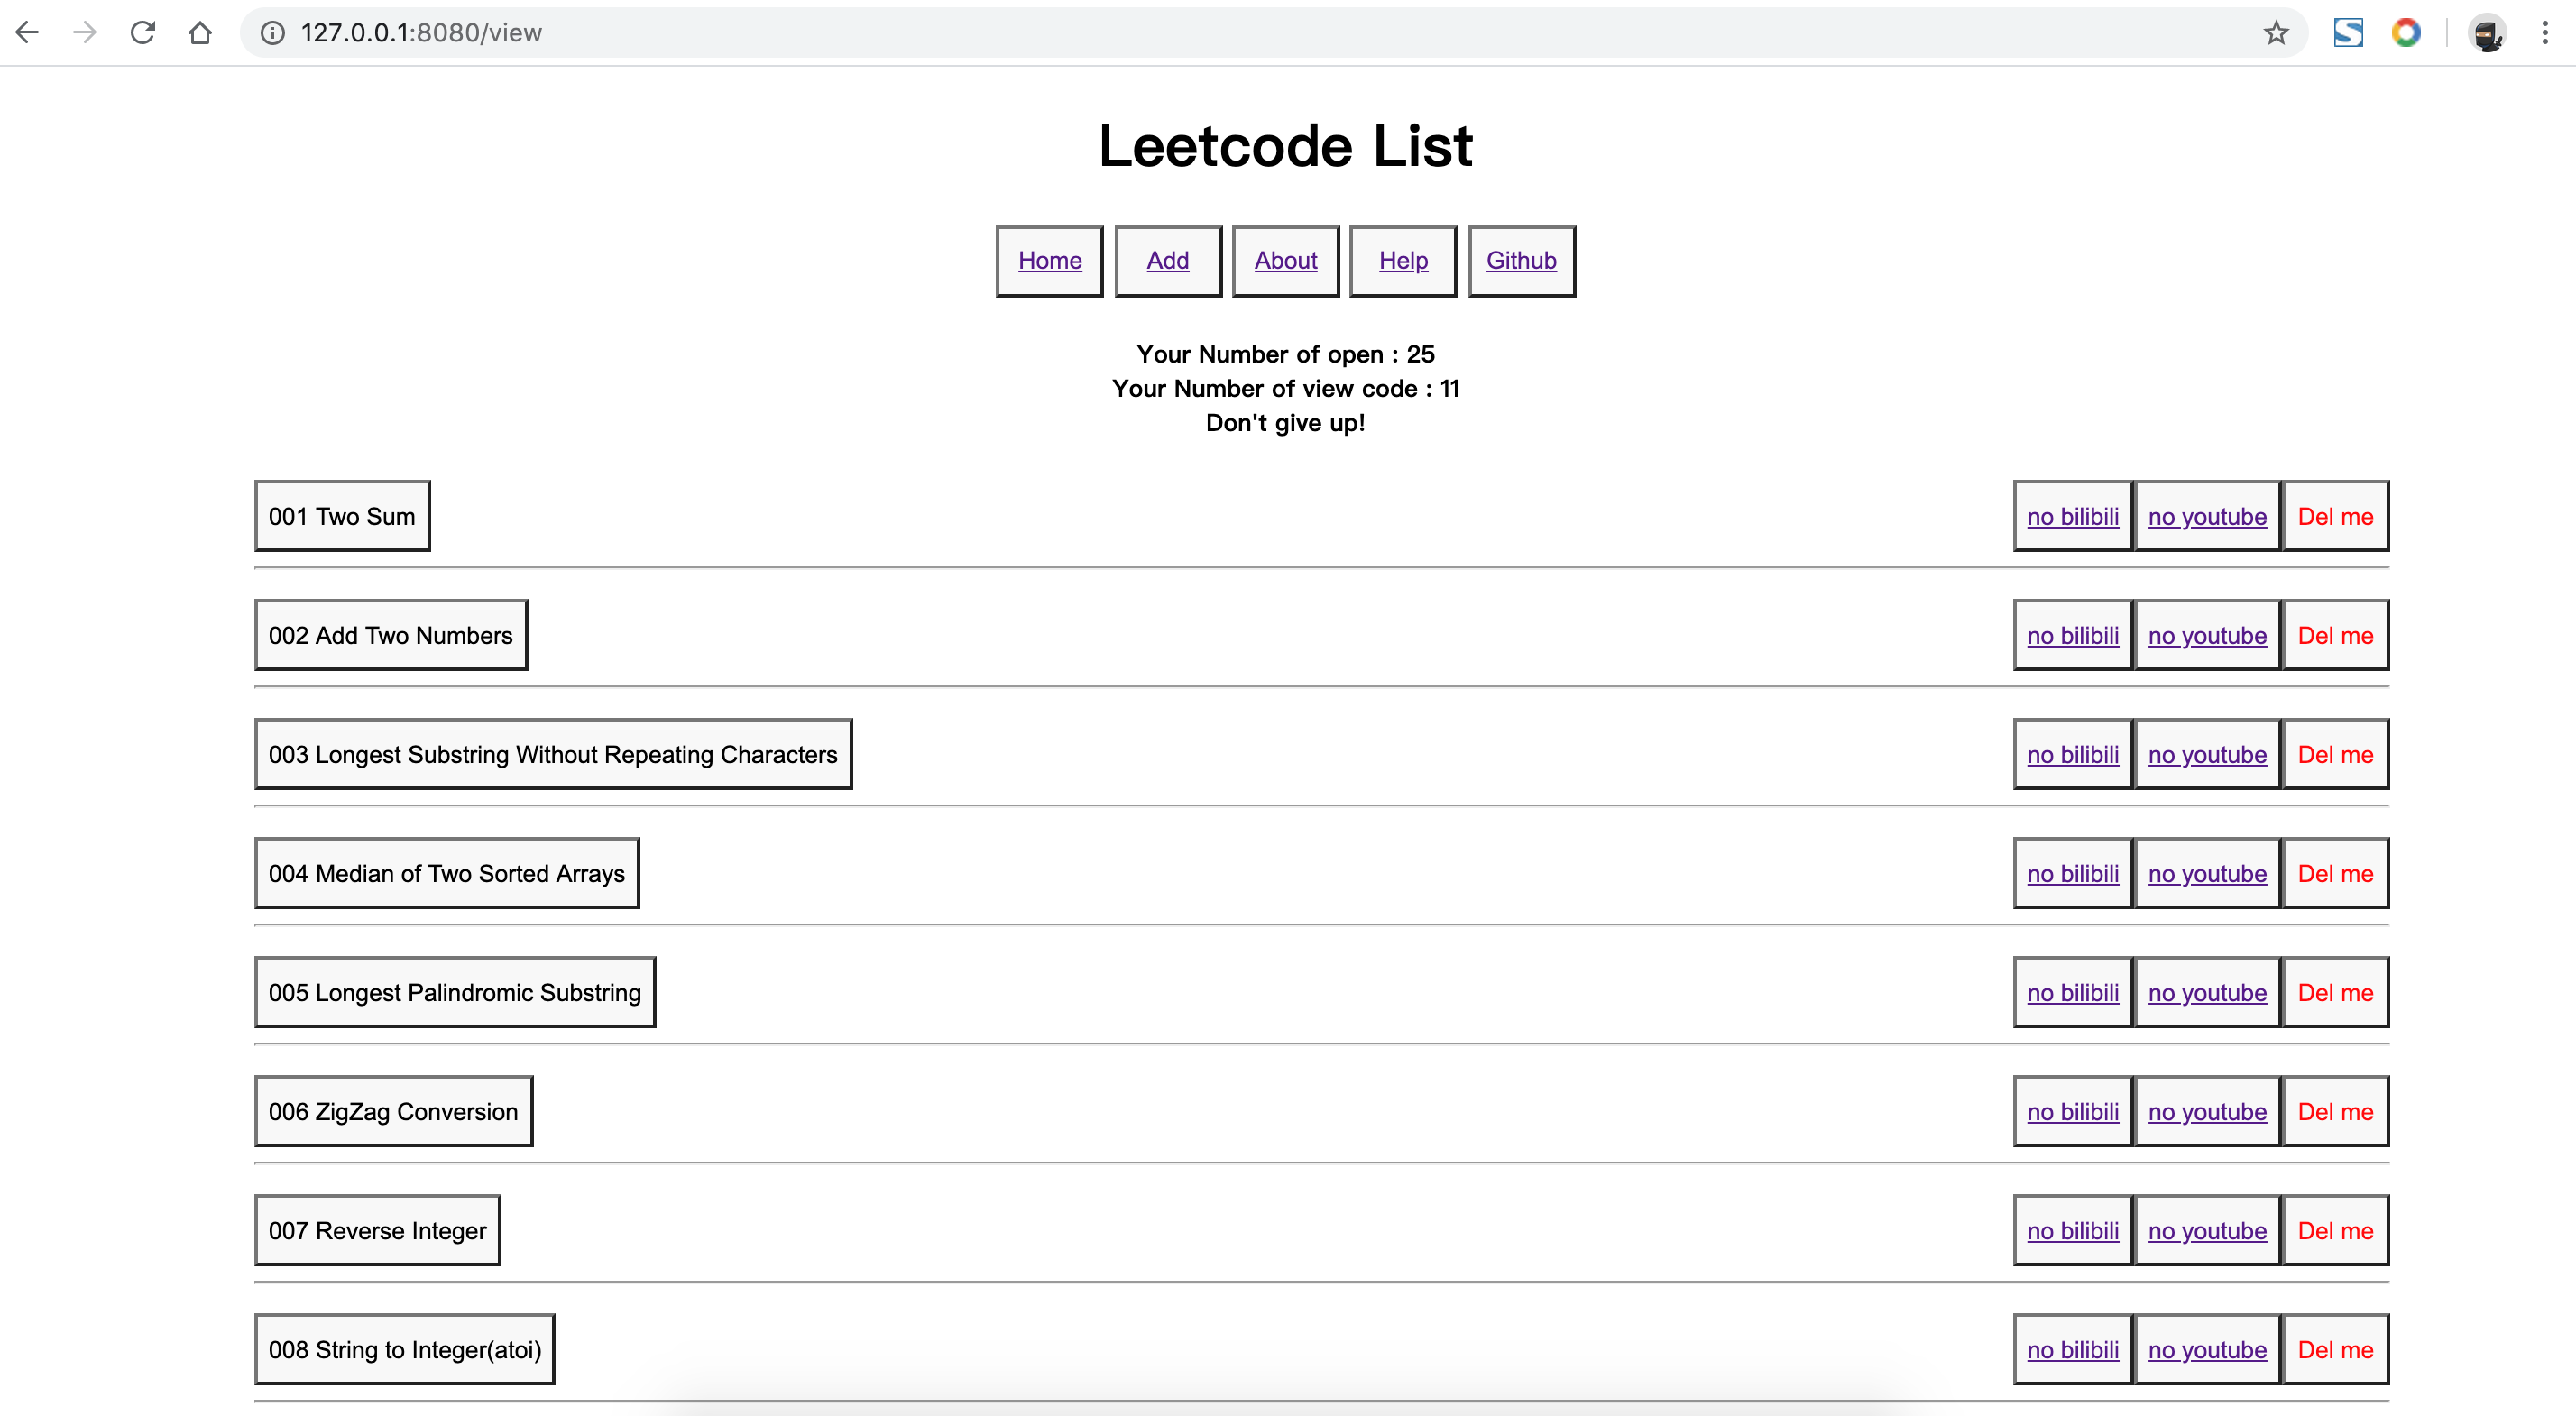 127.0.0.1:8080/view
Leetcode List
Home Add About Help Github
Your Number of open : 25
Your Number of view code : 11
Don't give up!
001 Two Sum no bilibili no youtube Del me
002 Add Two Numbers no bilibili no youtube Del me
003 Longest Substring Without Repeating Characters no bilibili no youtube Del me
004 Median of Two Sorted Arrays no bilibili no youtube Del me
005 Longest Palindromic Substring no bilibili no youtube Del me
006 ZigZag Conversion no bilibili no youtube Del me
007 Reverse Integer no bilibili no youtube Del me
008 String to Integer(atoi) no bilibili no youtube Del me